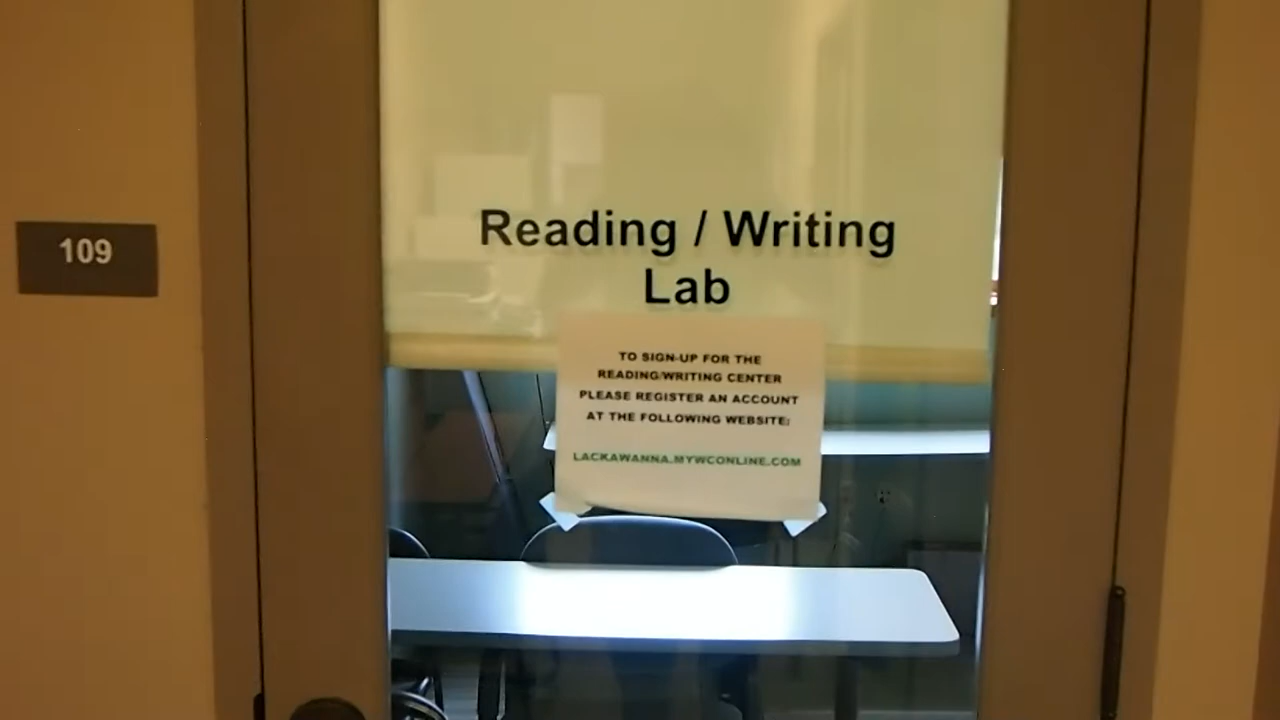 109
Reading / Writing
Lab
TO SIGN-UP FOR THE
READING/WRITING CENTER
PLEASE REGISTER AN ACCOUNT
AT THE FOLLOWING WEBSITE:
LACKAWANNA.MYWCONLINE.COM